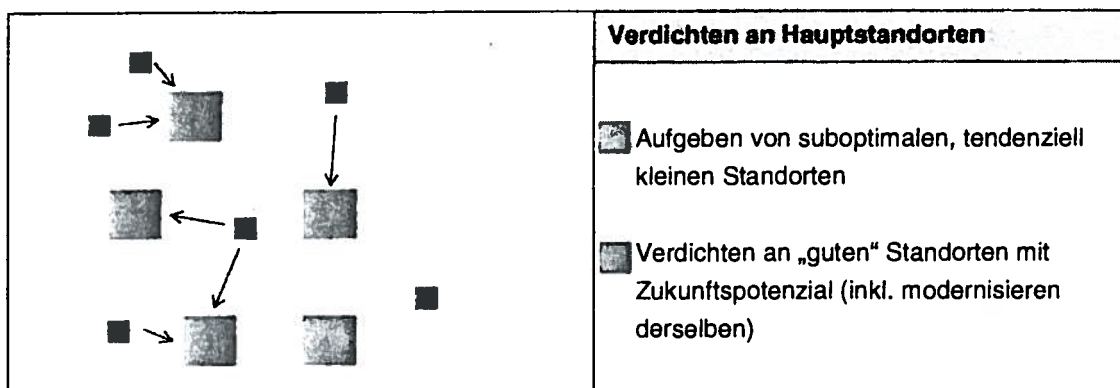 Verdichten an Hauptstandorten
Aufgeben von suboptimalen, tendenziell
kleinen Standorten
Verdichten an „guten“ Standorten mit
Zukunftspotenzial (inkl. modernisieren
derselben)